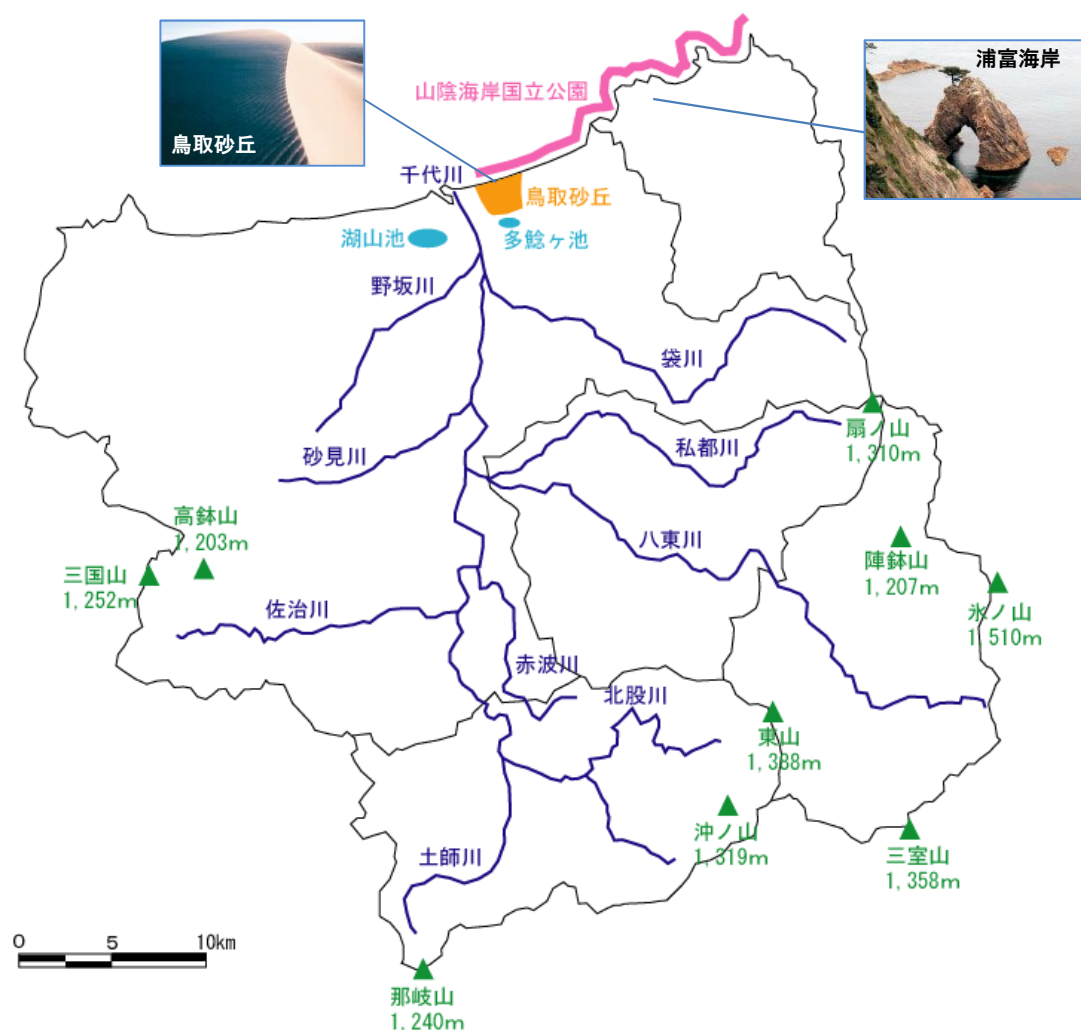 浦富海岸
山陰海岸国立公園
鳥取砂丘
千代川
鳥取砂丘
湖山池
多鯰ヶ池
野坂川
袋川
扇ノ山
1,310m
砂見川
私都川
高鉢山
1,203m
八東川
陣鉢山
1,207m
三国山
1,252m
氷ノ山
1,510m
佐治川
赤波川
北股川
東山
1,388m
沖ノ山
1,319m
土師川
三室山
1,358m
0 5 10km
那岐山
1,240m